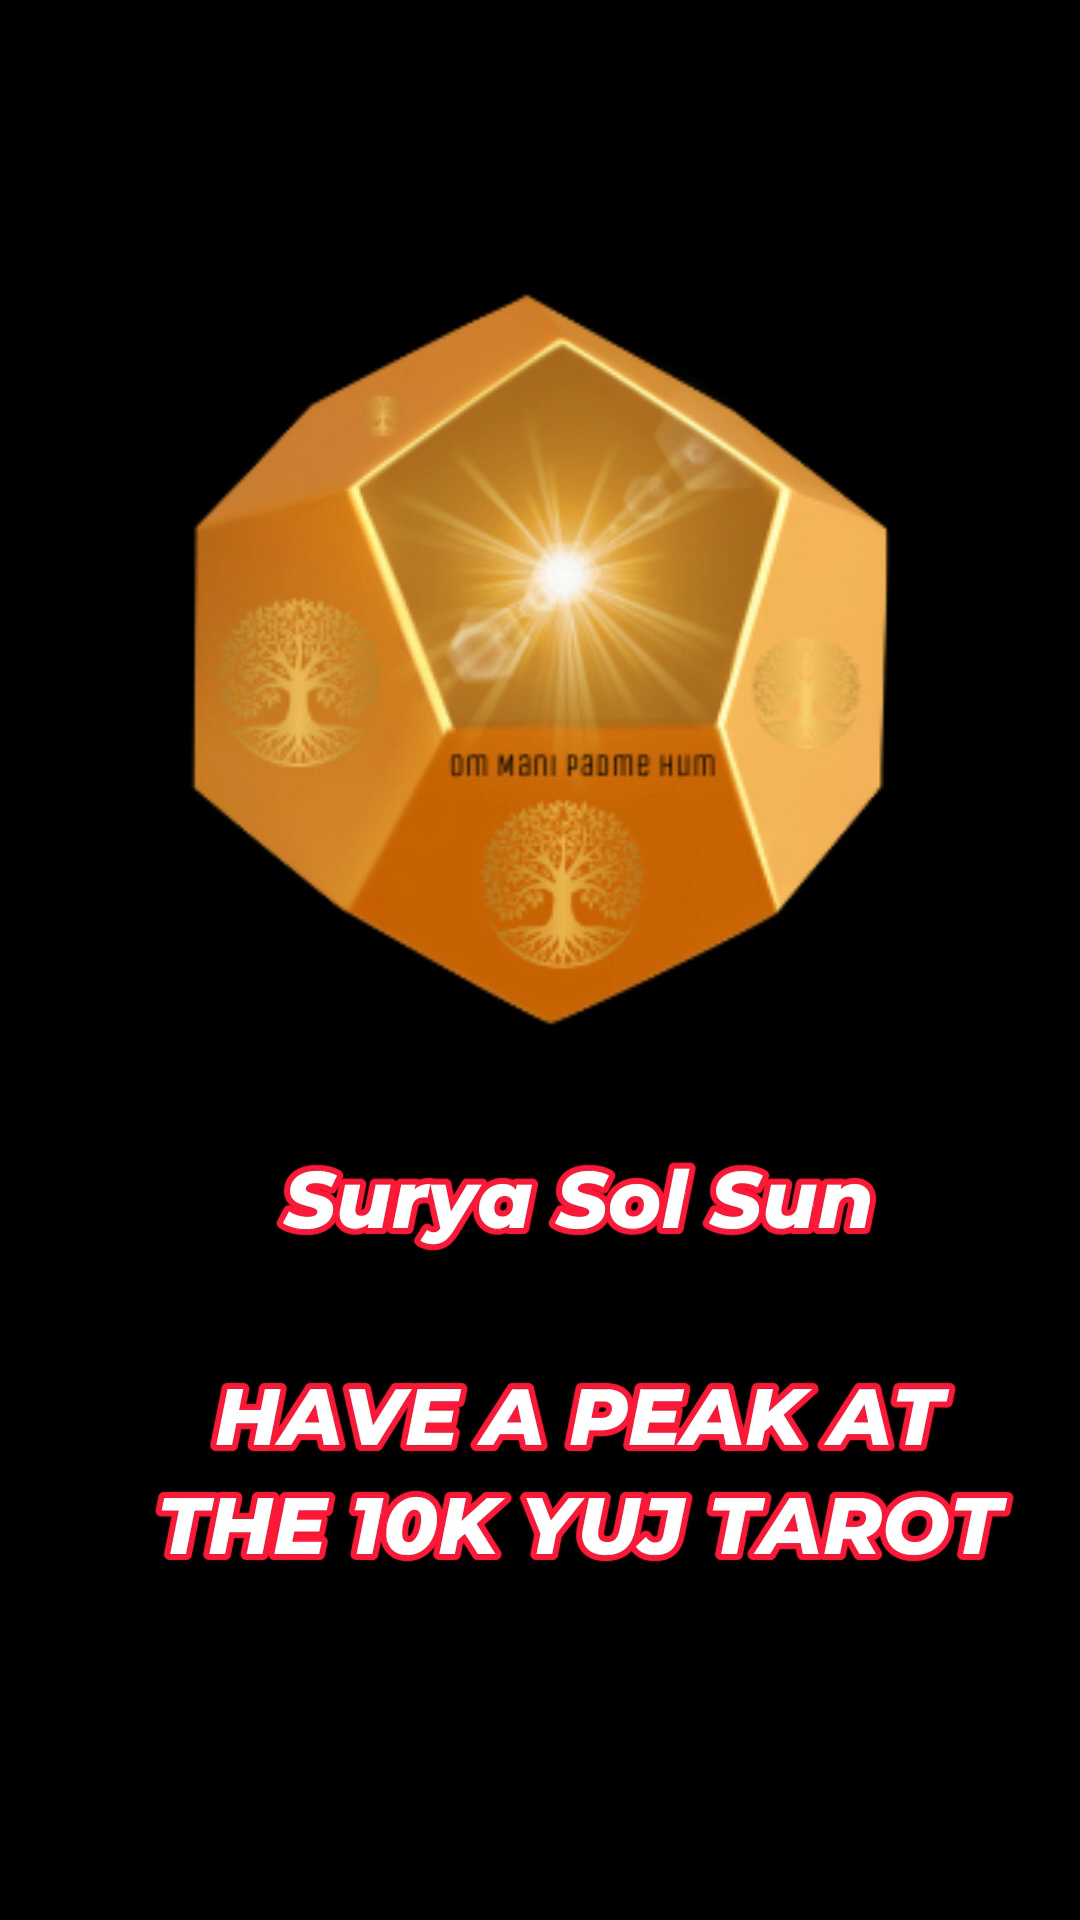 om mani padme hum
Surya Sol Sun
HAVE A PEAK AT
THE 10K YUJ TAROT